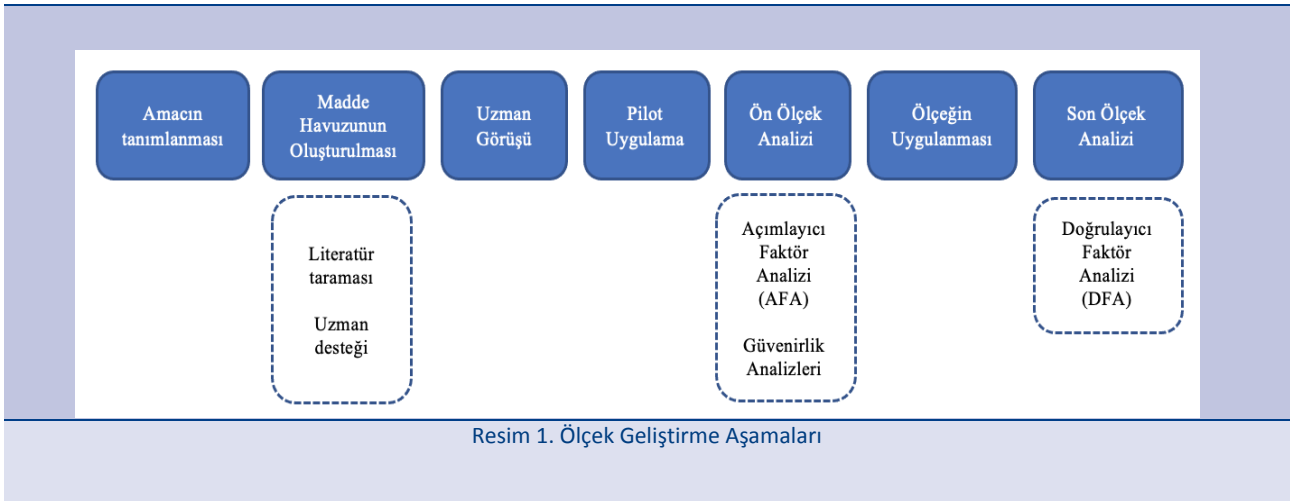 Amacın
tanımlanması
Madde
Havuzunun
Oluşturulması
Uzman
Görüşü
Pilot
Uygulama
Ön Ölçek
Analizi
Ölçeğin
Uygulanması
Son Ölçek
Analizi
Literatür
taraması
Uzman
desteği
Açımlayıcı
Faktör
Analizi
(AFA)
Güvenirlik
Analizleri
Doğrulayıcı
Faktör
Analizi
(DFA)
Resim 1. Ölçek Geliştirme Aşamaları